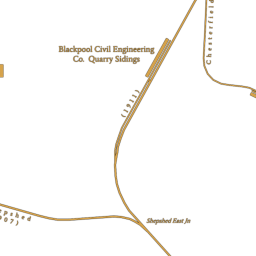 Blackpool Civil Engineering
Co. Quarry Sidings
Chesterfield
(1911)
Shepshed East Jn